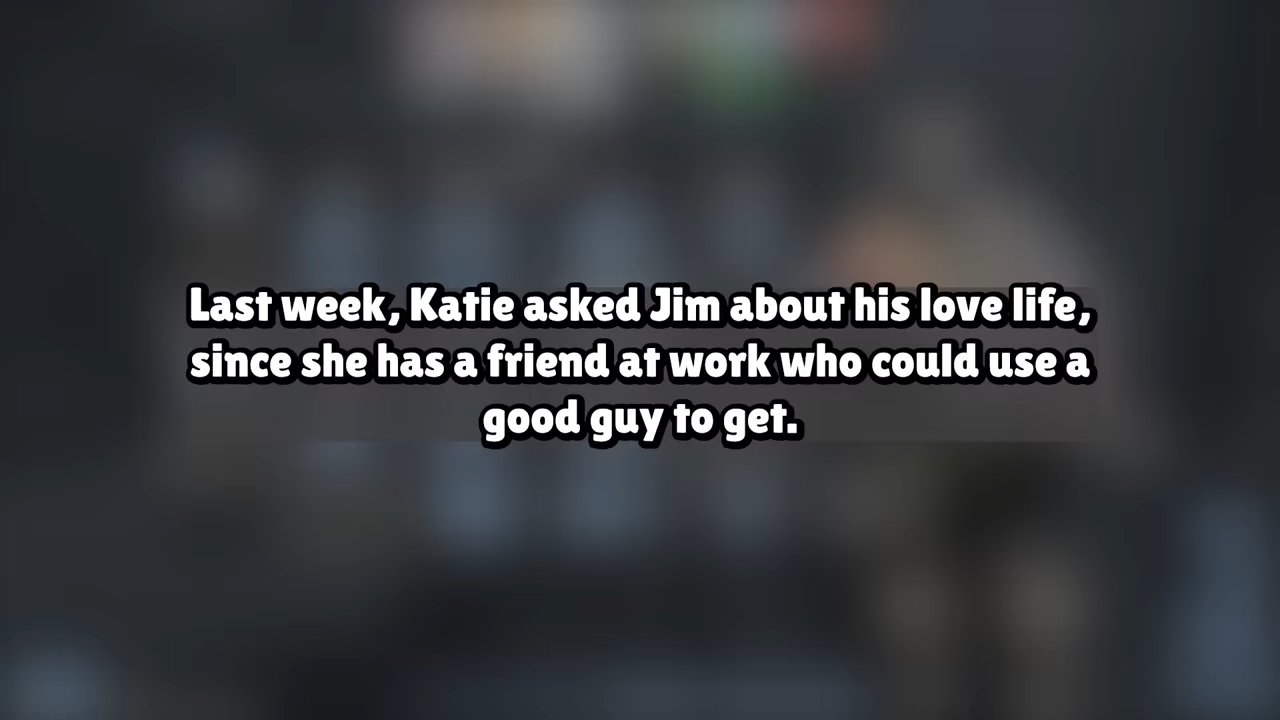 Last week, Katie asked Jim about his love life,
since she has a friend at work who could use a
good guy to get.